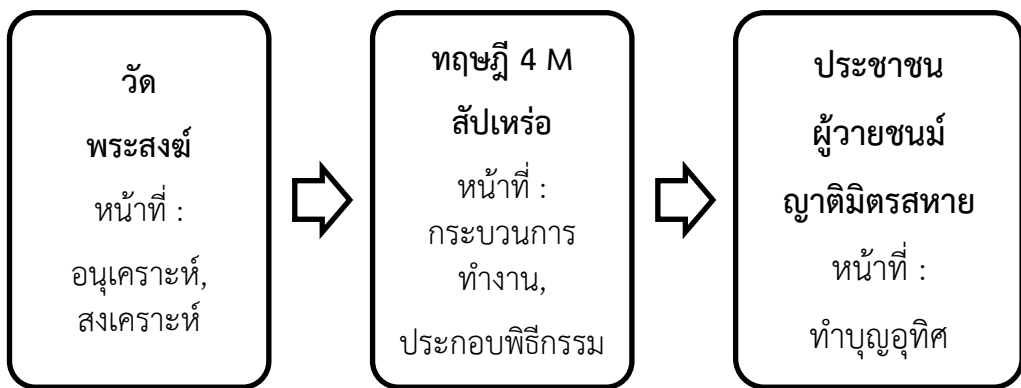 วัด
พระสงฆ์
หน้าที่ :
อนุเคราะห์,
สงเคราะห์
ทฤษฎี 4 M
สัปเหร่อ
หน้าที่ :
กระบวนการ
ทำงาน,
ประกอบพิธีกรรม
ประชาชน
ผู้วายชนม์
ญาติมิตรสหาย
หน้าที่ :
ทำบุญอุทิศ